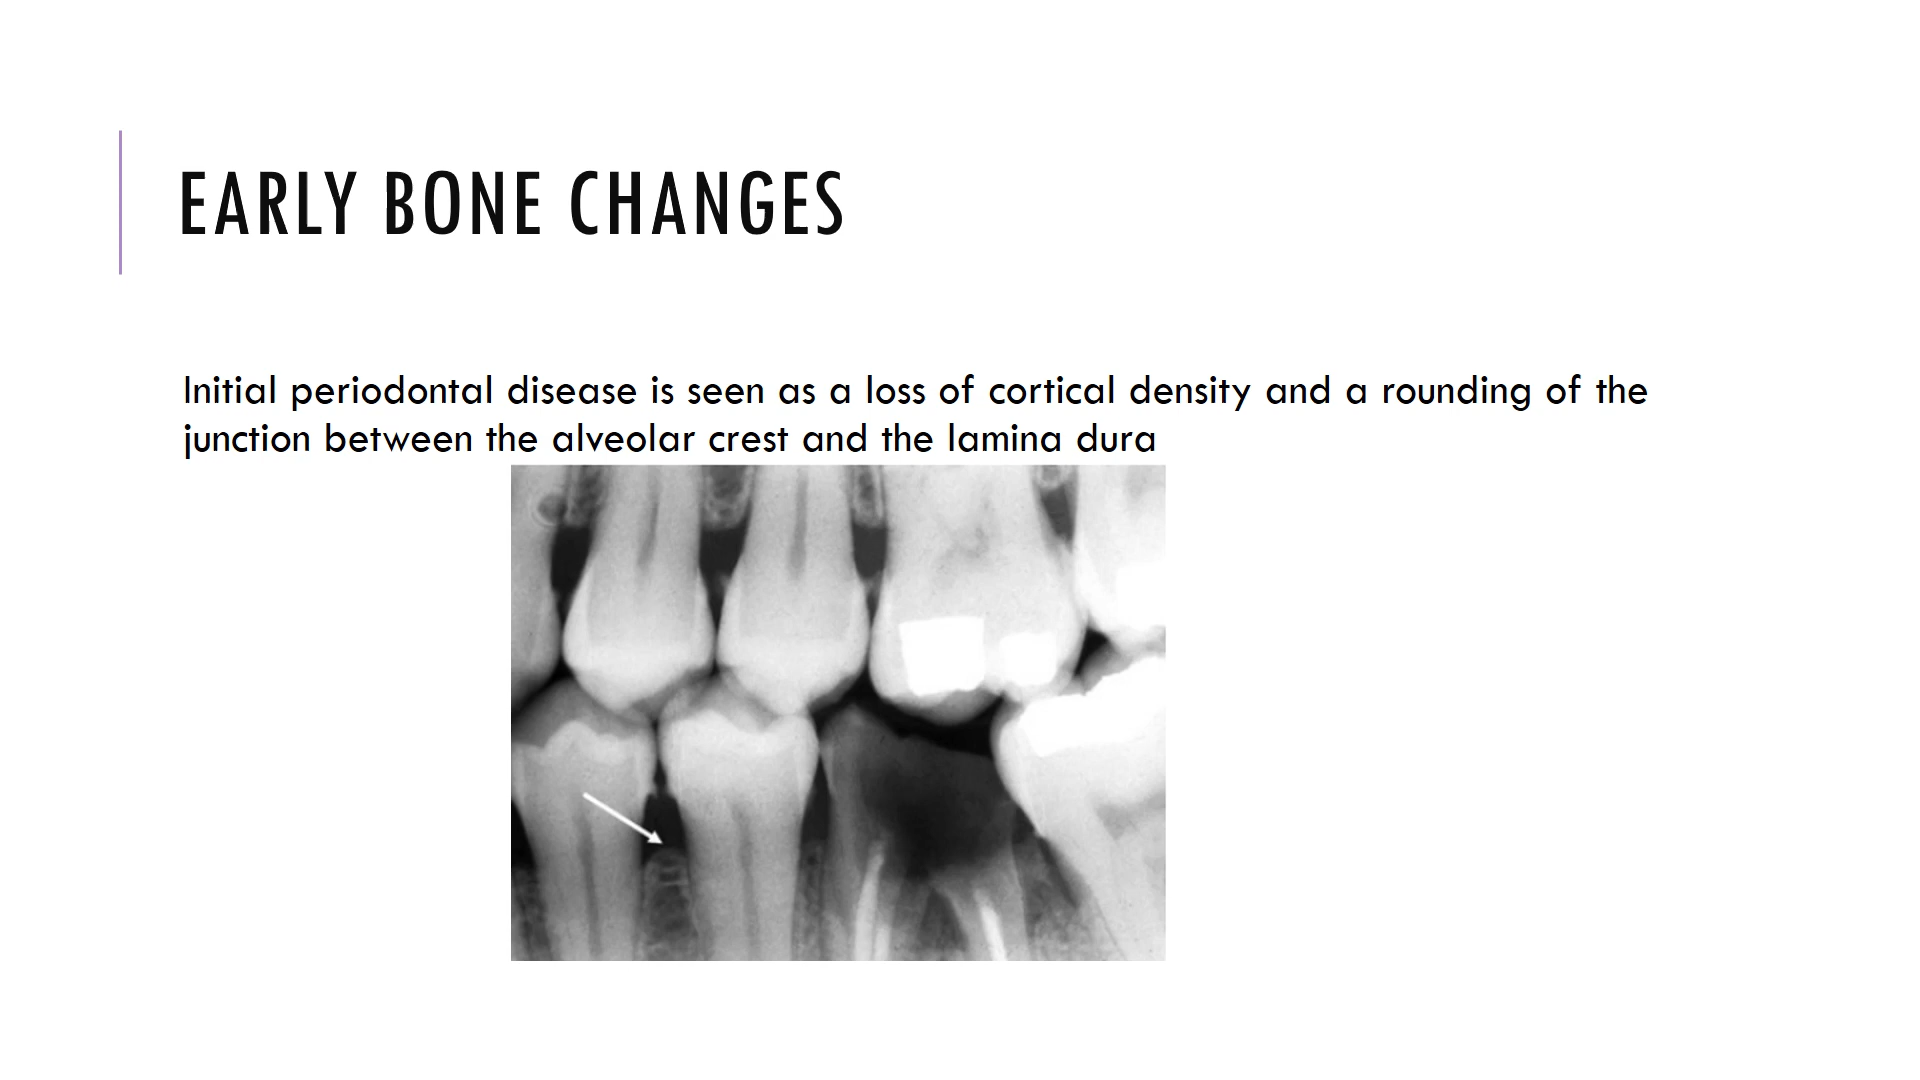 EARLY BONE CHANGES
Initial periodontal disease is seen as a loss of cortical density and a rounding of the
junction between the alveolar crest and the lamina dura